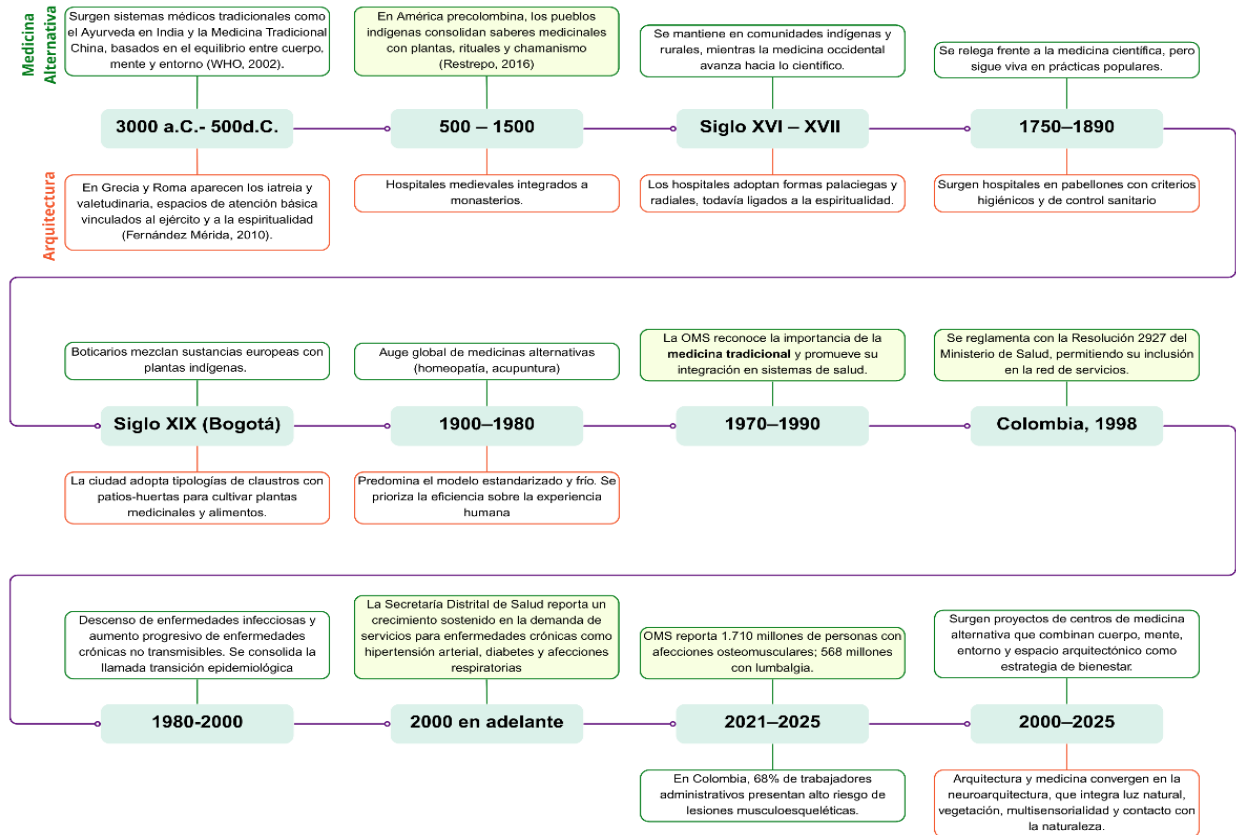 Medicina
Alternativa
Surgen sistemas médicos tradicionales como
el Ayurveda en India y la Medicina Tradicional
China, basados en el equilibrio entre cuerpo,
mente y entorno (WHO, 2002).
En América precolombina, los pueblos
indígenas consolidan saberes medicinales
con plantas, rituales y chamanismo
(Restrepo, 2016)
Se mantiene en comunidades indígenas y
rurales, mientras la medicina occidental
avanza hacia lo científico.
Se relega frente a la medicina científica, pero
sigue viva en prácticas populares.
3000 a.C.- 500d.C.
500 – 1500
Siglo XVI – XVII
1750–1890
Arquitectura
En Grecia y Roma aparecen los iatreia y
valetudinaria, espacios de atención básica
vinculados al ejército y a la espiritualidad
(Fernández Mérida, 2010).
Hospitales medievales integrados a
monasterios.
Los hospitales adoptan formas palaciegas y
radiales, todavía ligados a la espiritualidad.
Surgen hospitales en pabellones con criterios
higiénicos y de control sanitario
Boticarios mezclan sustancias europeas con
plantas indígenas.
Auge global de medicinas alternativas
(homeopatía, acupuntura)
La OMS reconoce la importancia de la
medicina tradicional y promueve su
integración en sistemas de salud.
Se reglamenta con la Resolución 2927 del
Ministerio de Salud, permitiendo su inclusión
en la red de servicios.
Siglo XIX (Bogotá)
1900–1980
1970–1990
Colombia, 1998
La ciudad adopta tipologías de claustros con
patios-huertas para cultivar plantas
medicinales y alimentos.
Predomina el modelo estandarizado y frío. Se
prioriza la eficiencia sobre la experiencia
humana
Descenso de enfermedades infecciosas y
aumento progresivo de enfermedades
crónicas no transmisibles. Se consolida la
llamada transición epidemiológica
La Secretaría Distrital de Salud reporta un
crecimiento sostenido en la demanda de
servicios para enfermedades crónicas como
hipertensión arterial, diabetes y afecciones
respiratorias
OMS reporta 1.710 millones de personas con
afecciones osteomusculares; 568 millones
con lumbalgia.
Surgen proyectos de centros de medicina
alternativa que combinan cuerpo, mente,
entorno y espacio arquitectónico como
estrategia de bienestar.
1980-2000
2000 en adelante
2021–2025
2000–2025
En Colombia, 68% de trabajadores
administrativos presentan alto riesgo de
lesiones musculoesqueléticas.
Arquitectura y medicina convergen en la
neuroarquitectura, que integra luz natural,
vegetación, multisensorialidad y contacto con
la naturaleza.